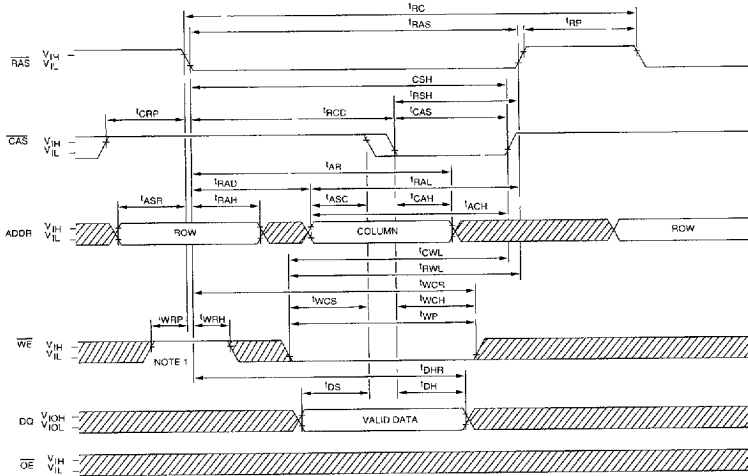 tRC
tRAS
tRP
RAS VIH
VIL
CSH
tRSH
tCRP tRCD tCAS
CAS VIH
VIL
tAR
tRAD tRAL
tASR tRAH tASC tCAH
tACH
ADDR VIH
VIL
ROW COLUMN ROW
tCWL
tRWL
tWCR
tWCS tWCH
tWRP tWRH tWP
WE VIH
VIL
NOTE 1
tDHR
tDS tDH
DQ VIOH
VIOL
VALID DATA
OE VIH
VIL